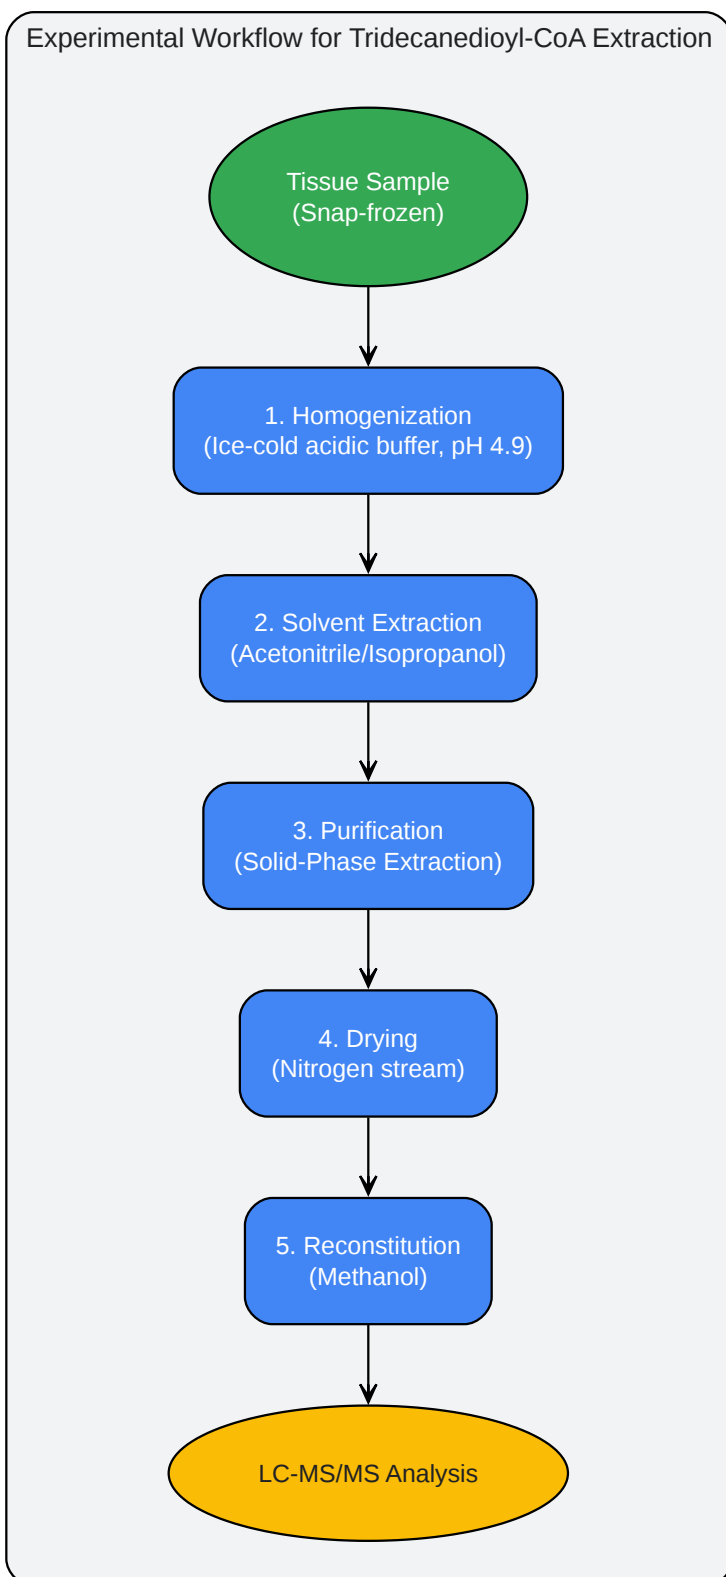 Experimental Workflow for Tridecanedioyl-CoA Extraction
Tissue Sample
(Snap-frozen)
1. Homogenization
(Ice-cold acidic buffer, pH 4.9)
2. Solvent Extraction
(Acetonitrile/Isopropanol)
3. Purification
(Solid-Phase Extraction)
4. Drying
(Nitrogen stream)
5. Reconstitution
(Methanol)
LC-MS/MS Analysis